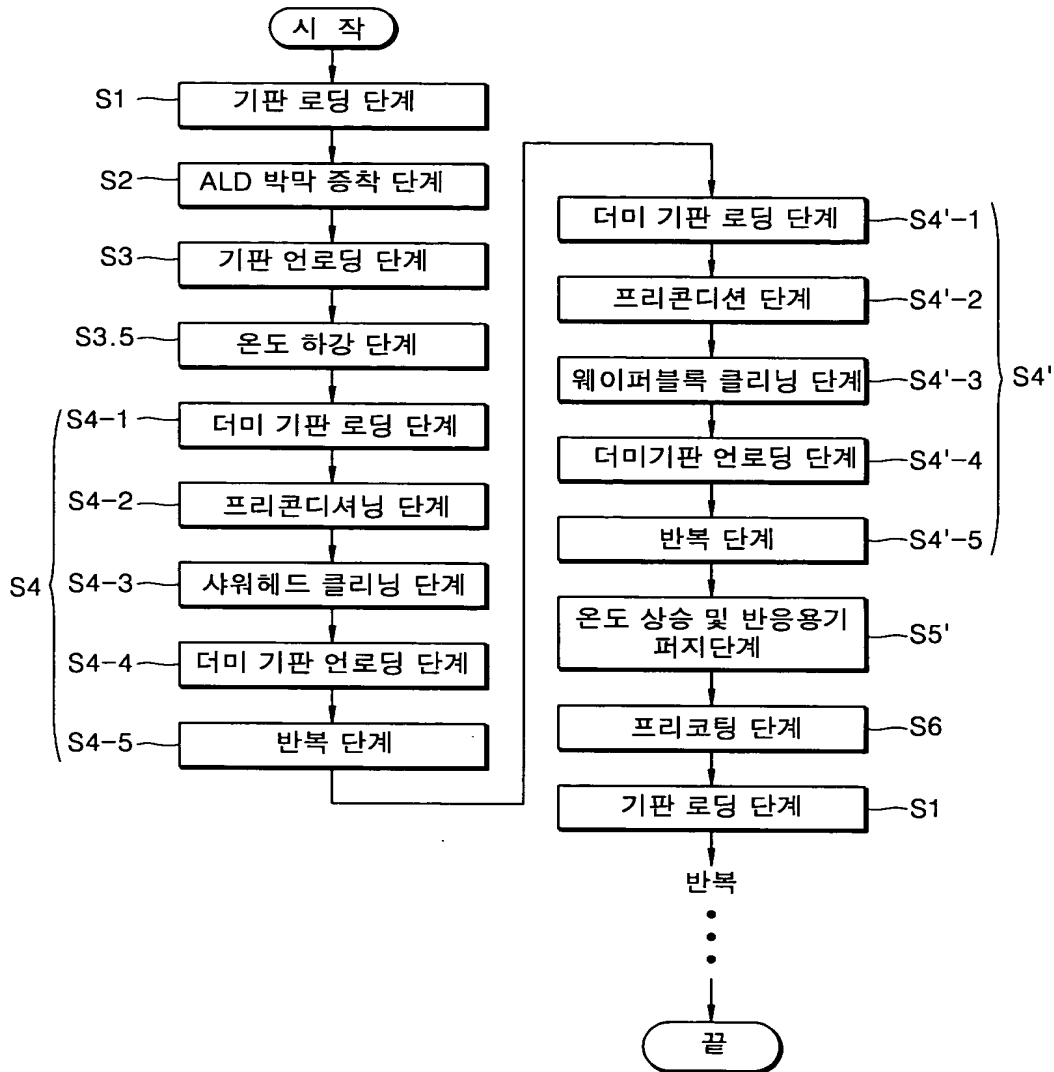 시 작
S1
기판 로딩 단계
S2
ALD 박막 증착 단계
S3
기판 언로딩 단계
S3.5
온도 하강 단계
S4
S4-1
더미 기판 로딩 단계
S4-2
프리콘디셔닝 단계
S4-3
샤워헤드 클리닝 단계
S4-4
더미 기판 언로딩 단계
S4-5
반복 단계
더미 기판 로딩 단계
S4'-1
프리콘디션 단계
S4'-2
웨이퍼블록 클리닝 단계
S4'-3
S4'
더미기판 언로딩 단계
S4'-4
반복 단계
S4'-5
온도 상승 및 반응용기
퍼지단계
S5'
프리코팅 단계
S6
기판 로딩 단계
S1
반복
끝